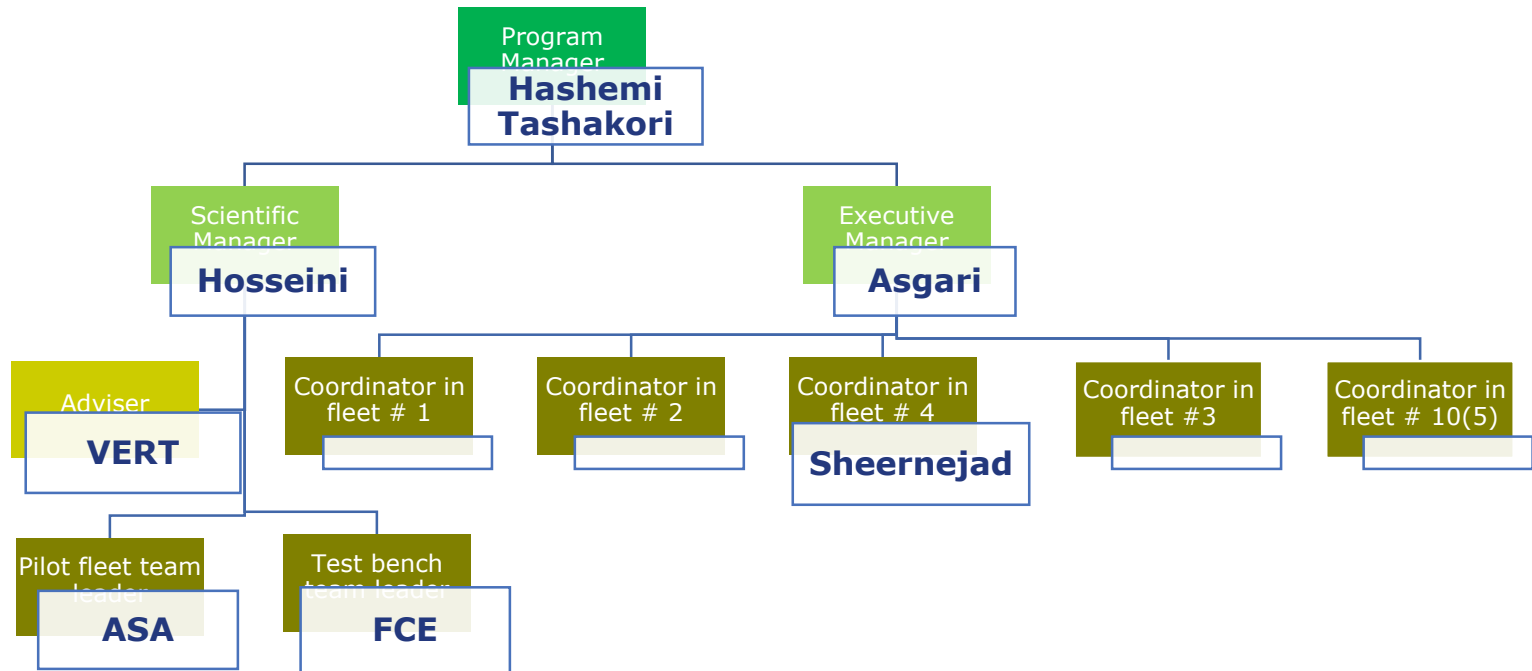 Program
Manager
Hashemi
Tashakori
Scientific
Manager
Hosseini
Executive
Manager
Asgari
Adviser
VERT
Coordinator in
fleet # 1
Coordinator in
fleet # 2
Coordinator in
fleet # 4
Sheernejad
Coordinator in
fleet #3
Coordinator in
fleet # 10(5)
Pilot fleet team
leader
ASA
Test bench
team leader
FCE